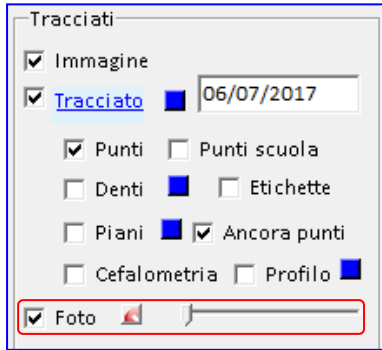 Tracciati
Immagine
Tracciato 06/07/2017
Punti Punti scuola
Denti Etichette
Piani Ancora punti
Cefalometria Profilo
Foto